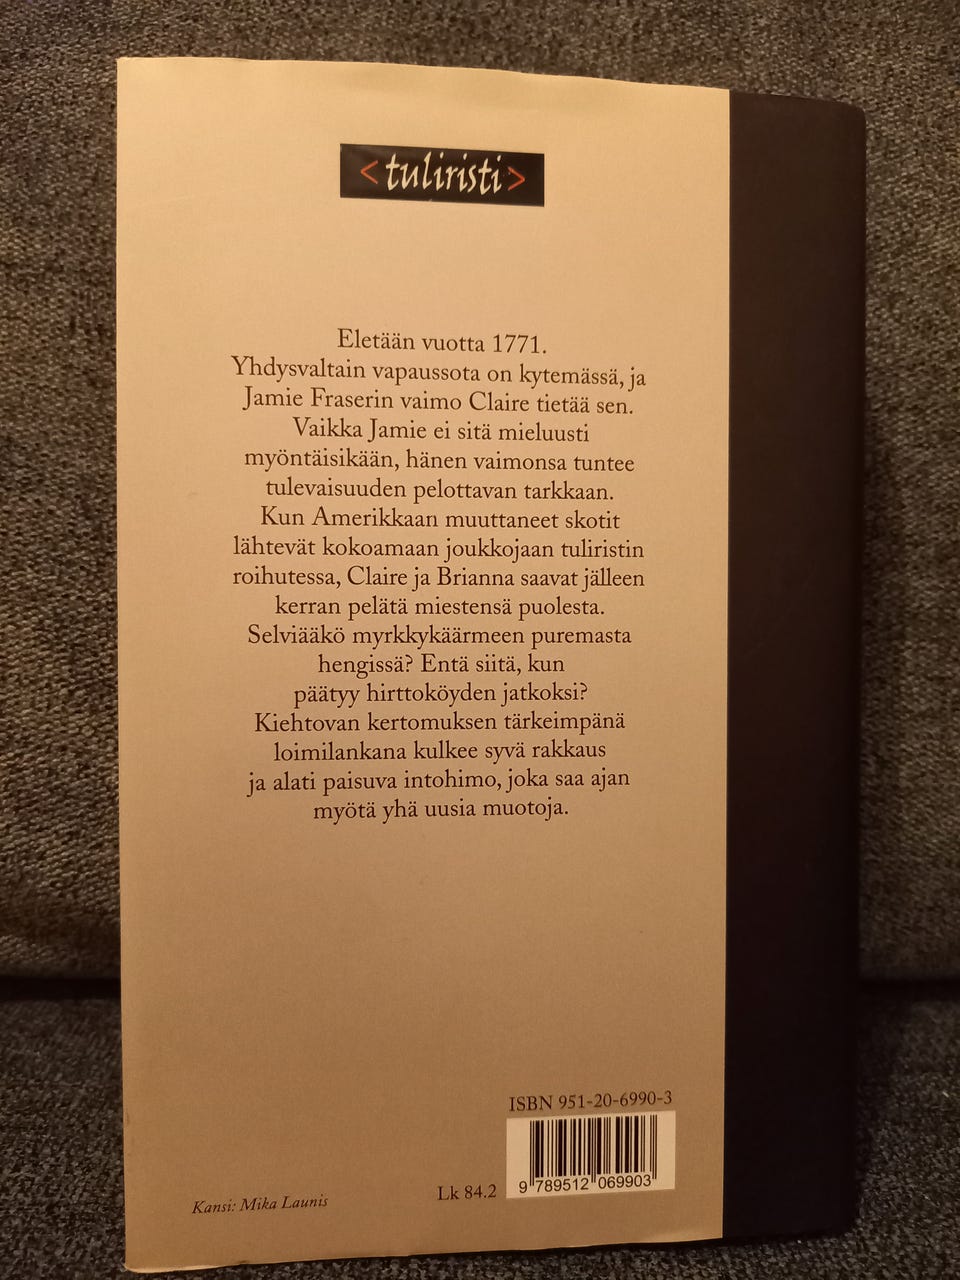 <tuliristi>
Eletään vuotta 1771.
Yhdysvaltain vapaussota on kytemässä, ja
Jamie Fraserin vaimo Claire tietää sen.
Vaikka Jamie ei sitä mieluusti
myöntäisikään, hänen vaimonsa tuntee
tulevaisuuden pelottavan tarkkaan.
Kun Amerikkaan muuttaneet skotit
lähtevät kokoamaan joukkojaan tuliristin
roihutessa, Claire ja Brianna saavat jälleen
kerran pelätä miestensä puolesta.
Selviääkö myrkkykäärmeen puremasta
hengissä? Entä siitä, kun
päätyy hirttoköyden jatkoksi?
Kiehtovan kertomuksen tärkeimpänä
loimilankana kulkee syvä rakkaus
ja alati paisuva intohimo, joka saa ajan
myötä yhä uusia muotoja.
ISBN 951-20-6990-3
9 789512 069903
Lk 84.2
Kansi: Mika Launis